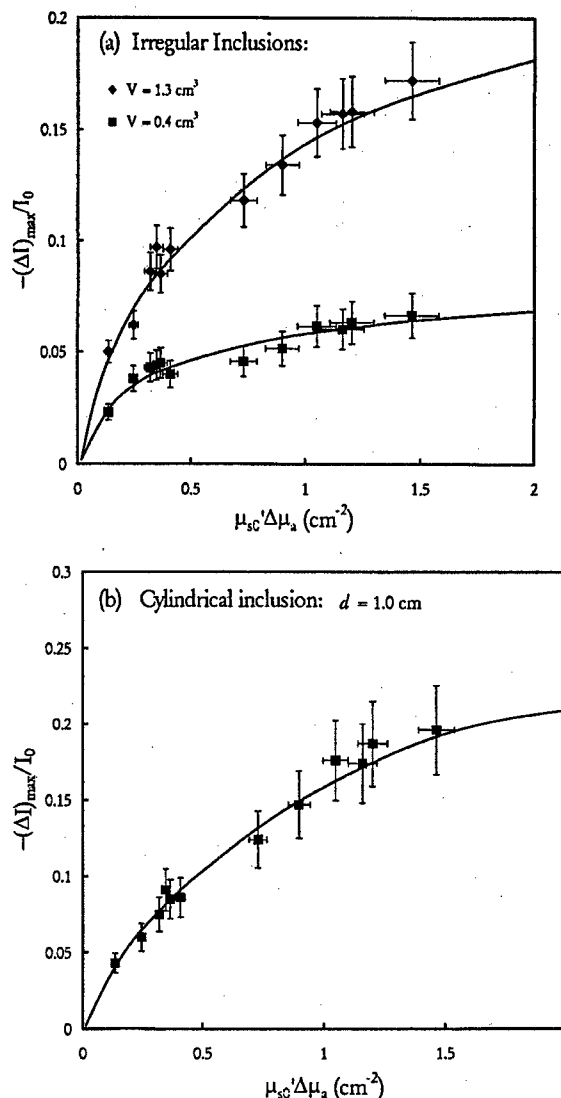 (a) Irregular Inclusions:
V = 1.3 cm³
V = 0.4 cm³
0.2
0.15
0.1
0.05
0
−(ΔI)max/I0
0
0.5
1
1.5
2
μsC'Δμa (cm-2)
(b) Cylindrical inclusion: d = 1.0 cm
0.3
0.25
0.2
0.15
0.1
0.05
0
−(ΔI)max/I0
0
0.5
1
1.5
μsC'Δμa (cm-2)